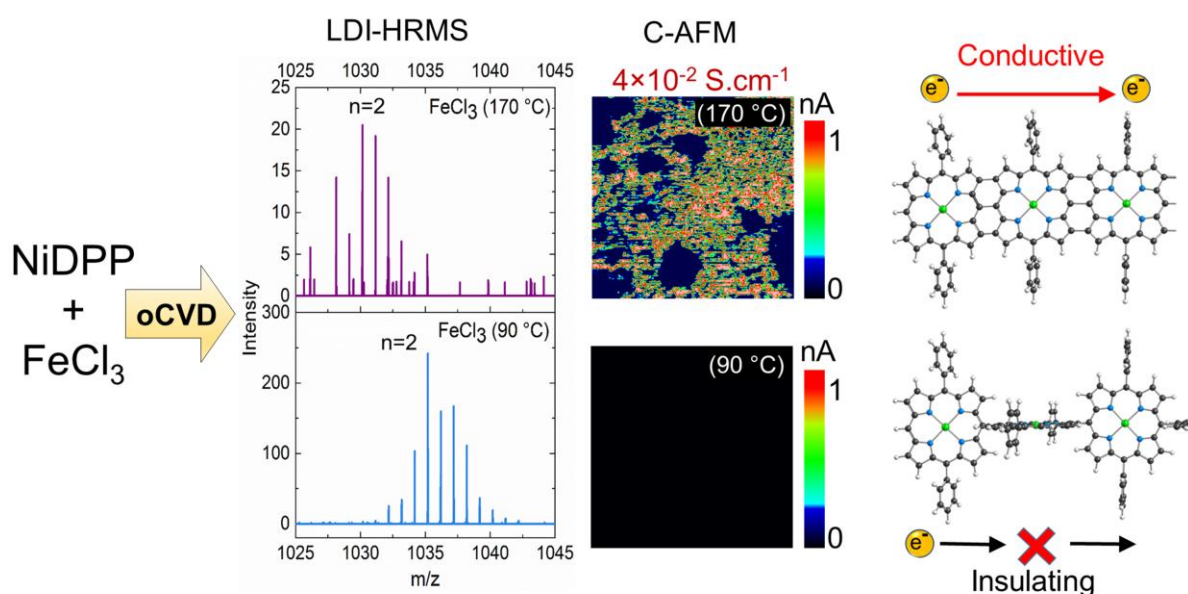 NiDPP
+
FeCl₃
oCVD
LDI-HRMS
1025 1030 1035 1040 1045
n=2
FeCl₃ (170 °C)
25
20
15
10
5
0
Intensity
300
200
100
0
n=2
FeCl₃ (90 °C)
1025 1030 1035 1040 1045
m/z
C-AFM
4×10⁻² S.cm⁻¹
(170 °C)
nA
1
0
(90 °C)
nA
1
0
Conductive
e⁻
e⁻
e⁻
Insulating